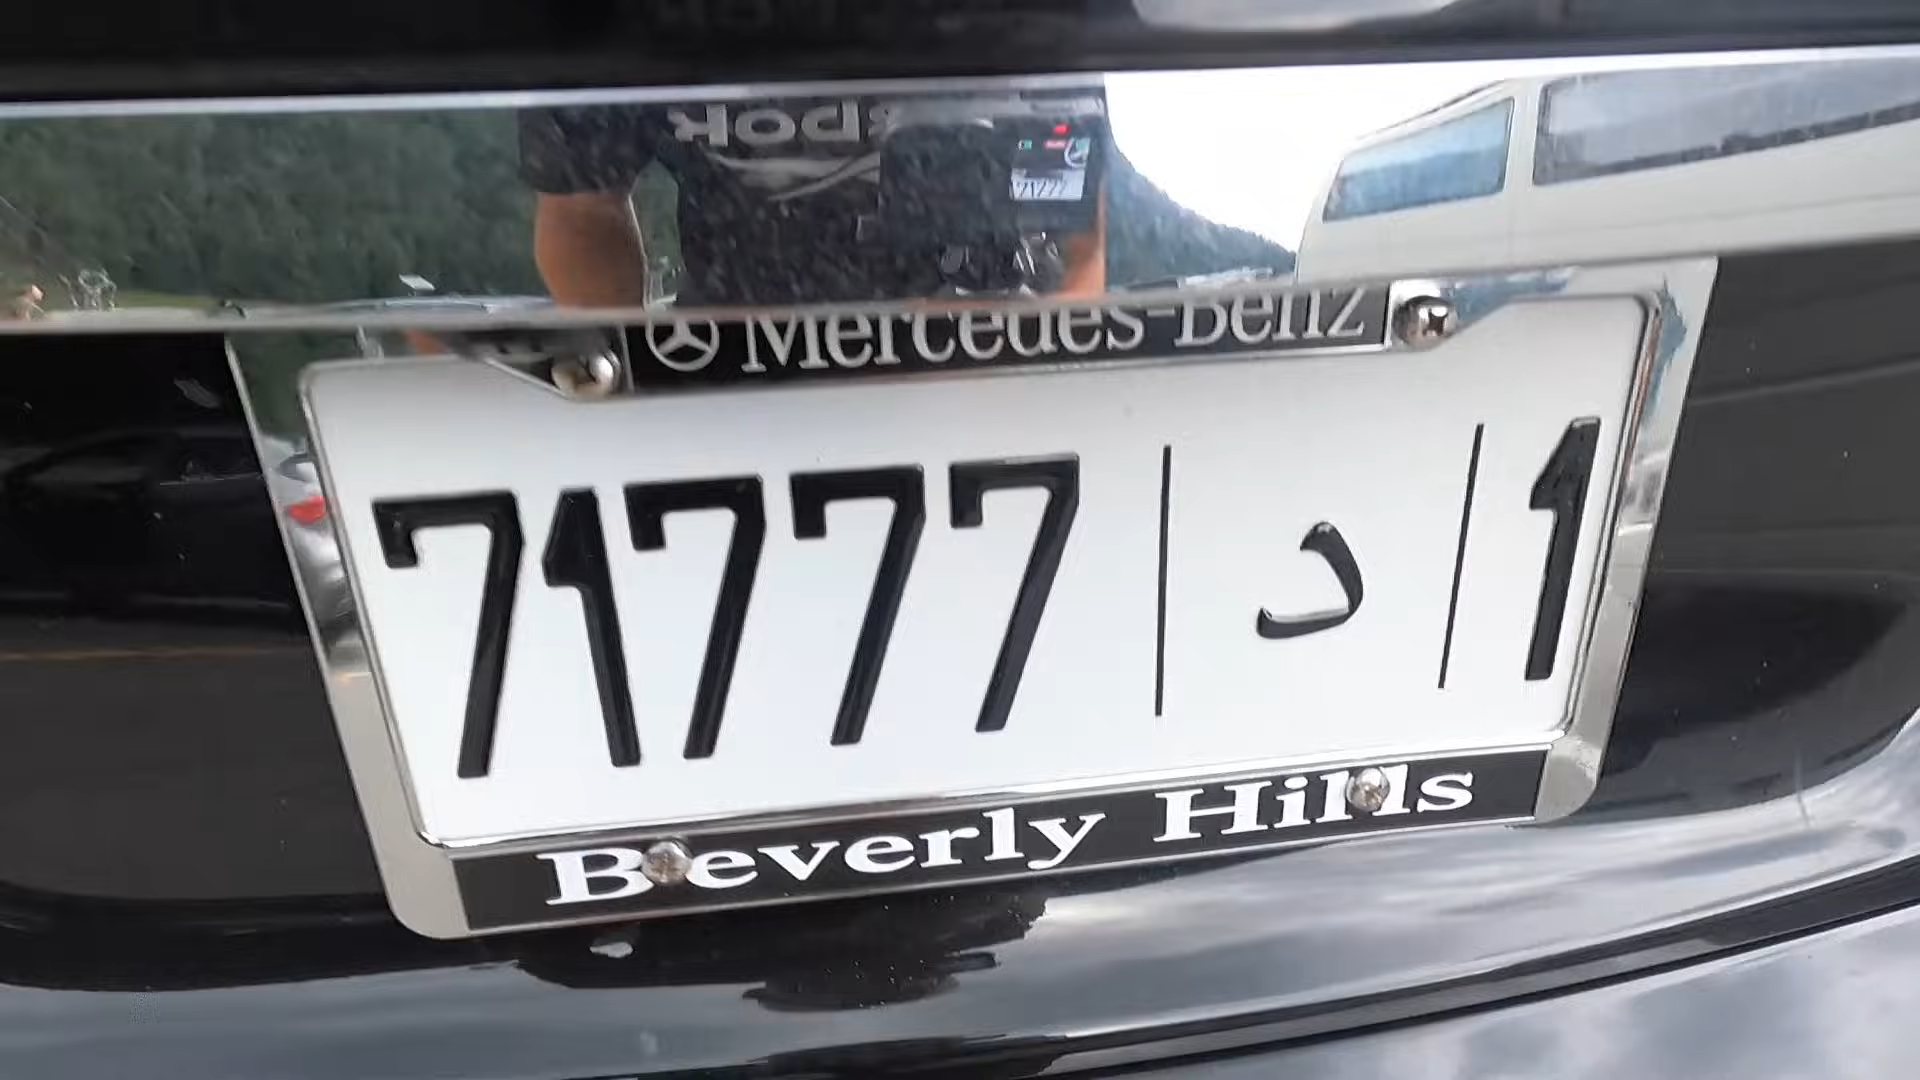 Mercedes-Benz
71777 | د | 1
Beverly Hills